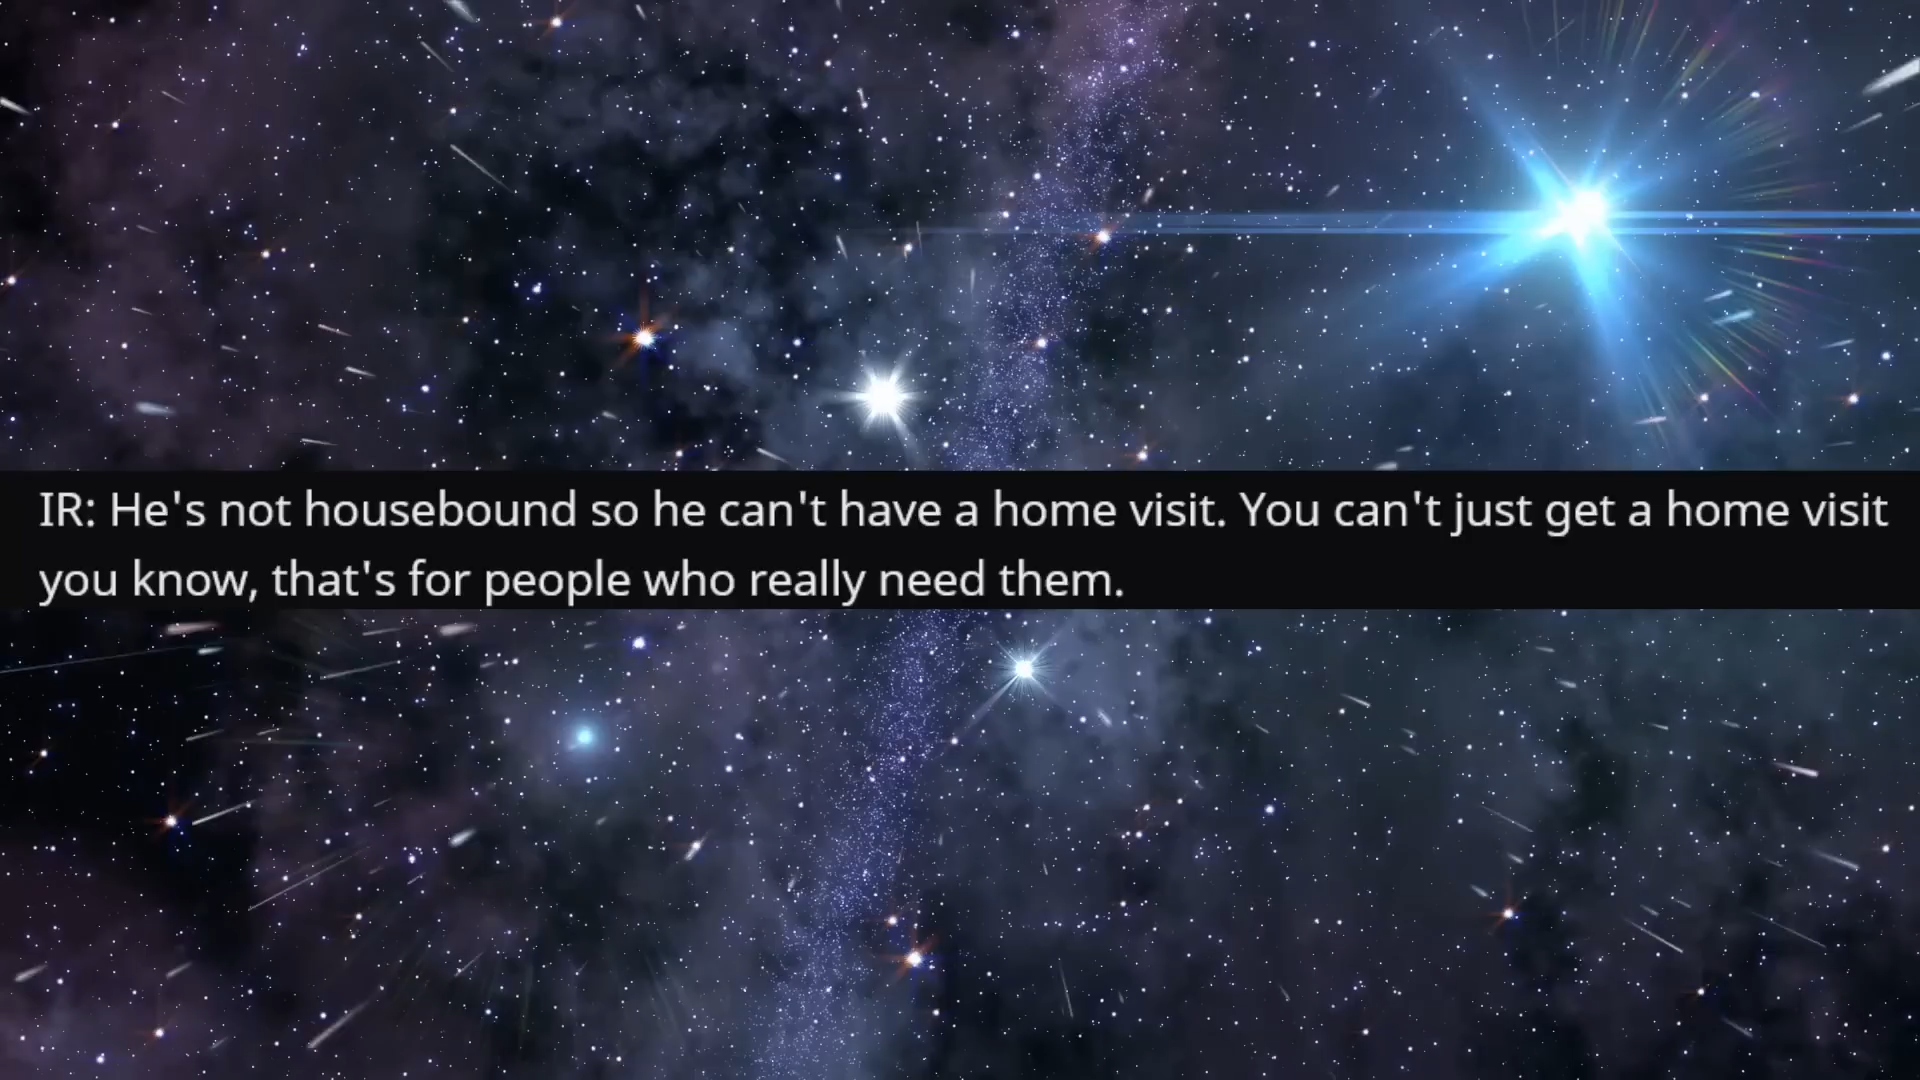 IR: He's not housebound so he can't have a home visit. You can't just get a home visit
you know, that's for people who really need them.